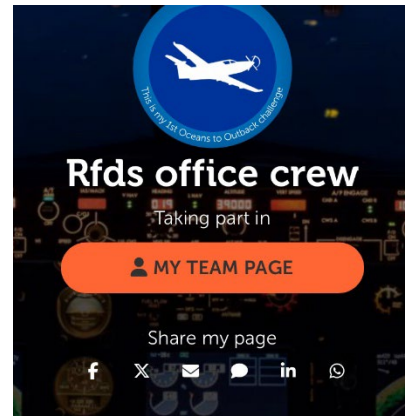 This is my 1st Oceans to Outback challenge
Rfds office crew
Taking part in
MY TEAM PAGE
Share my page